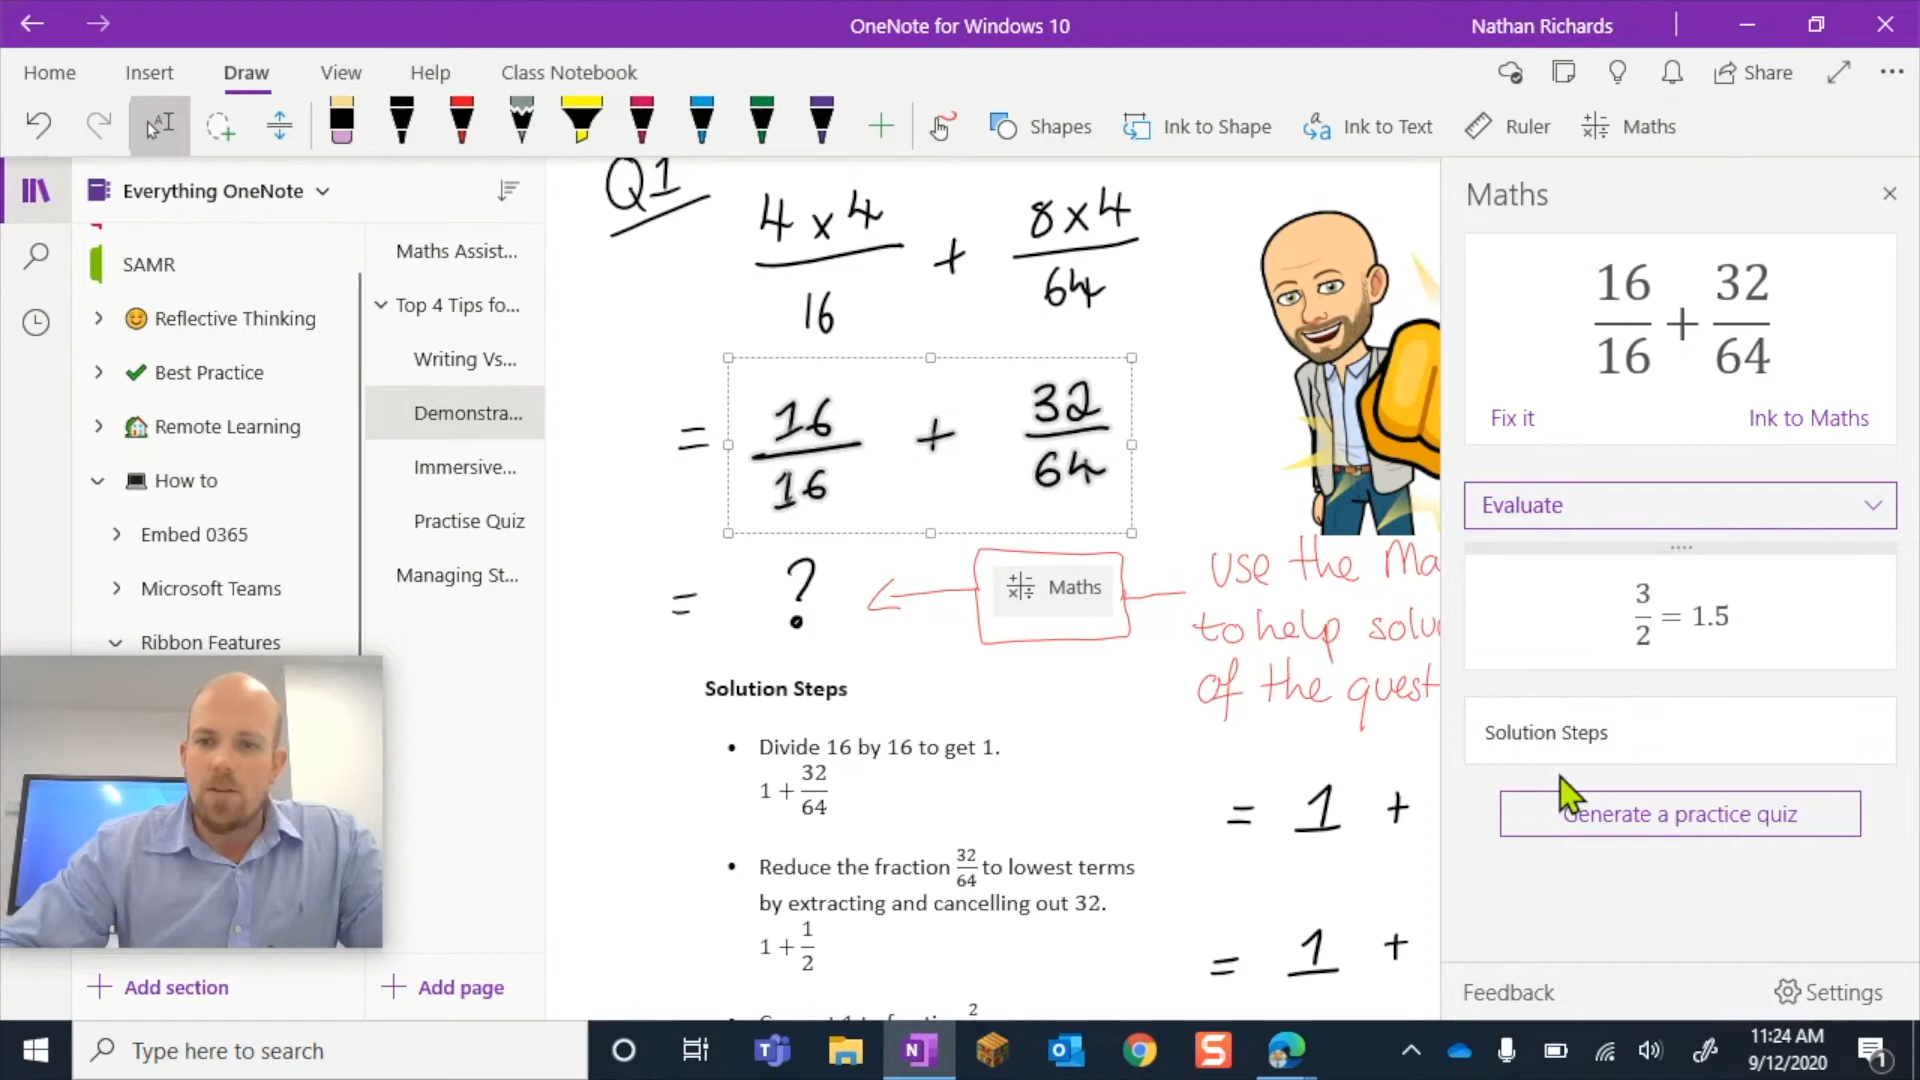 OneNote for Windows 10
Nathan Richards
Home Insert Draw View Help Class Notebook
Share
Shapes Ink to Shape Ink to Text Ruler Maths
Everything OneNote
SAMR
Reflective Thinking
Best Practice
Remote Learning
How to
Embed 0365
Microsoft Teams
Ribbon Features
Add section
Maths Assist...
Top 4 Tips fo...
Writing Vs...
Demonstra...
Immersive...
Practise Quiz
Managing St...
Add page
Q1
4 x 4 8 x 4
+
16 64
16 32
= +
16 64
= ?
Maths
use the Ma
to help solv
of the quest
Solution Steps
• Divide 16 by 16 to get 1.
32
1 +
64
• Reduce the fraction 32/64 to lowest terms
by extracting and cancelling out 32.
1
1 +
2
2
= 1 +
= 1 +
Maths
16 32
+
16 64
Fix it Ink to Maths
Evaluate
3
= 1.5
2
Solution Steps
Generate a practice quiz
Feedback Settings
Type here to search
11:24 AM
9/12/2020
1